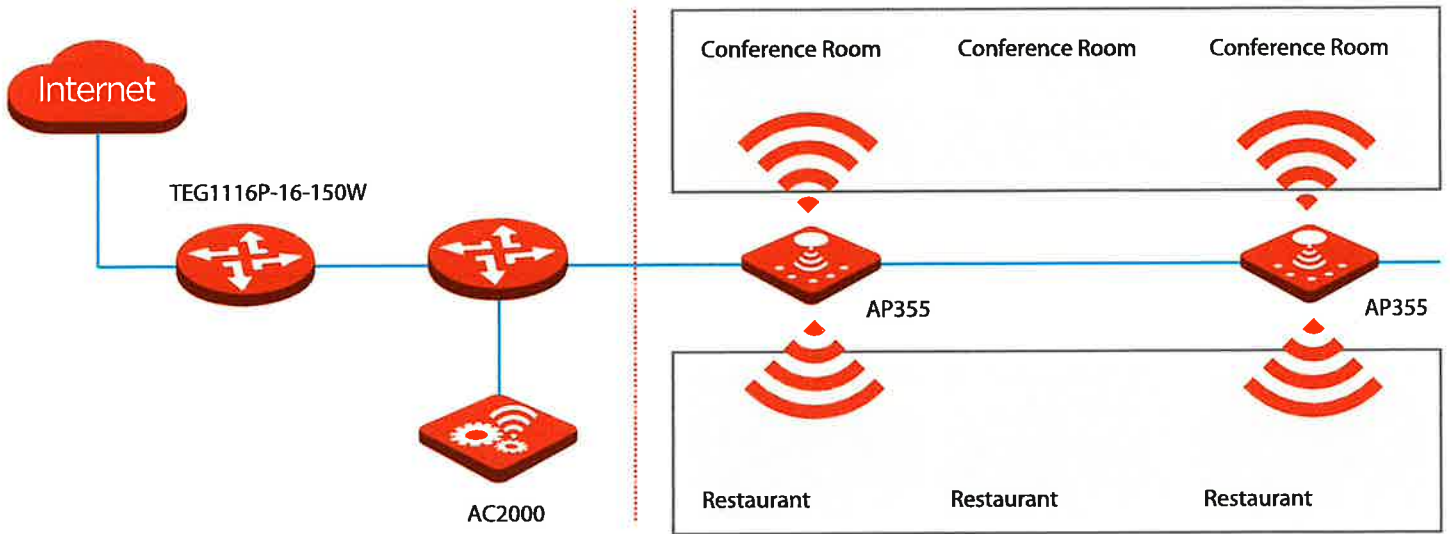 Internet
Conference Room Conference Room Conference Room
TEG1116P-16-150W
AP355 AP355
AC2000
Restaurant Restaurant Restaurant